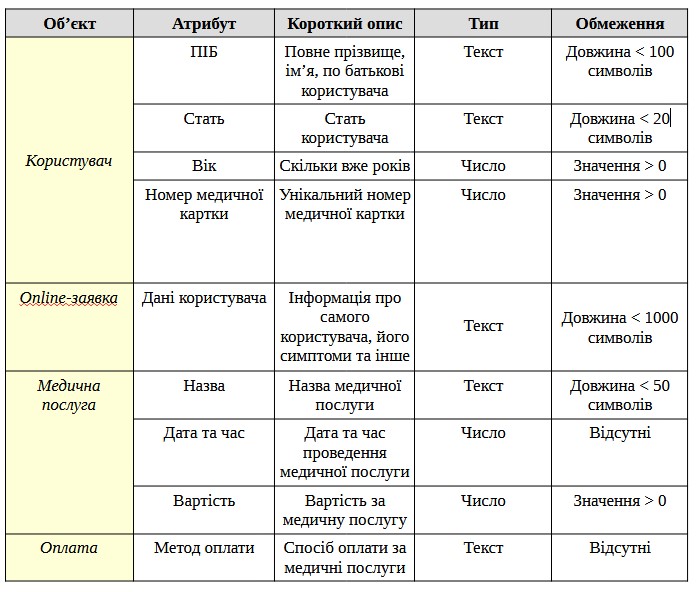 Об’єкт Атрибут Короткий опис Тип Обмеження
Користувач
ПІБ
Повне прізвище,
ім’я, по батькові
користувача
Текст
Довжина < 100
символів
Стать
Стать
користувача
Текст
Довжина < 20
символів
Вік
Скільки вже років
Число
Значення > 0
Номер медичної
картки
Унікальний номер
медичної картки
Число
Значення > 0
Online-заявка
Дані користувача
Інформація про
самого
користувача, його
симптоми та інше
Текст
Довжина < 1000
символів
Медична
послуга
Назва
Назва медичної
послуги
Текст
Довжина < 50
символів
Дата та час
Дата та час
проведення
медичної послуги
Число
Відсутні
Вартість
Вартість за
медичну послугу
Число
Значення > 0
Оплата
Метод оплати
Спосіб оплати за
медичні послуги
Текст
Відсутні